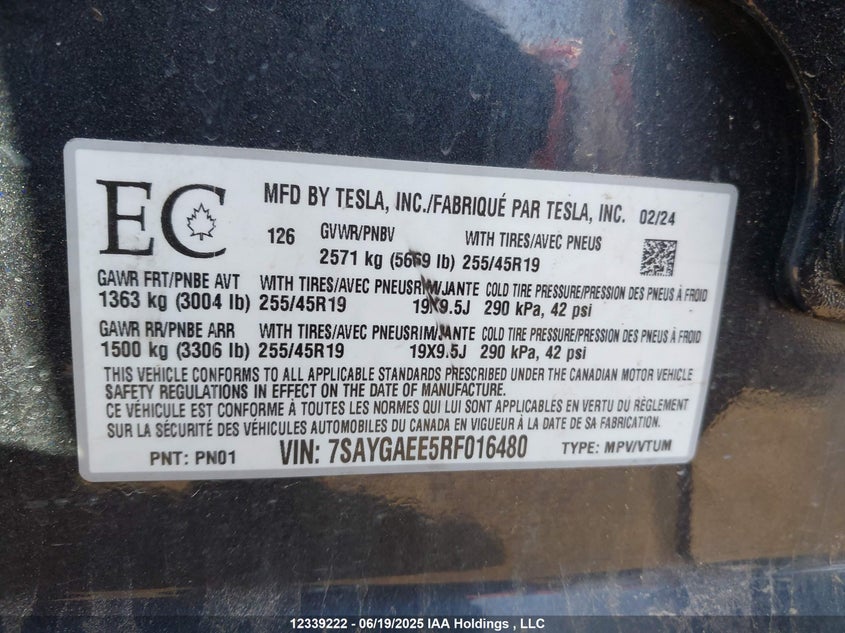 EC
MFD BY TESLA, INC./FABRIQUÉ PAR TESLA, INC. 02/24
126 GVWR/PNBV WITH TIRES/AVEC PNEUS
2571 kg (5669 lb) 255/45R19
GAWR FRT/PNBE AVT WITH TIRES/AVEC PNEUS RIM/JANTE COLD TIRE PRESSURE/PRESSION DES PNEUS À FROID
1363 kg (3004 lb) 255/45R19 19X9.5J 290 kPa, 42 psi
GAWR RR/PNBE ARR WITH TIRES/AVEC PNEUS RIM/JANTE COLD TIRE PRESSURE/PRESSION DES PNEUS À FROID
1500 kg (3306 lb) 255/45R19 19X9.5J 290 kPa, 42 psi
THIS VEHICLE CONFORMS TO ALL APPLICABLE STANDARDS PRESCRIBED UNDER THE CANADIAN MOTOR VEHICLE
SAFETY REGULATIONS IN EFFECT ON THE DATE OF MANUFACTURE.
CE VÉHICULE EST CONFORME À TOUTES LES NORMES QUI LUI SONT APPLICABLES EN VERTU DU RÈGLEMENT
SUR LA SÉCURITÉ DES VÉHICULES AUTOMOBILES DU CANADA EN VIGUEUR À LA DATE DE SA FABRICATION.
PNT: PN01 VIN: 7SAYGAEE5RF016480 TYPE: MPV/VTUM
12339222 - 06/19/2025 IAA Holdings , LLC